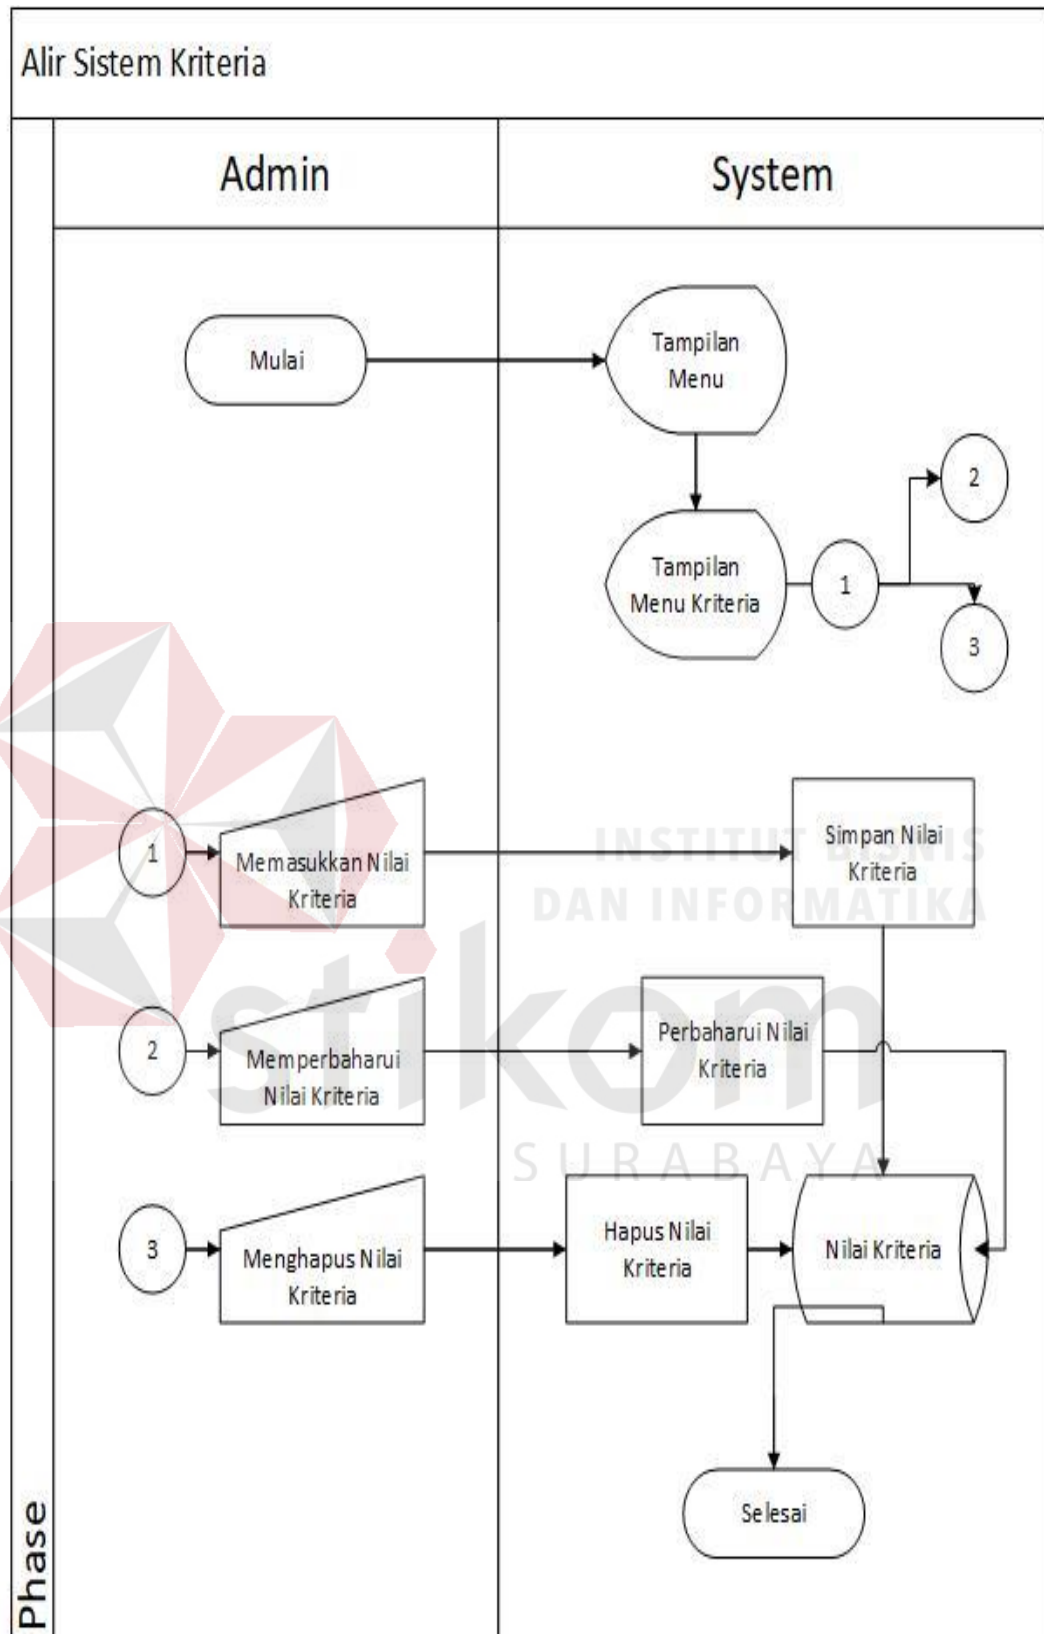 Alir Sistem Kriteria
Phase
Admin
System
Mulai
Tampilan
Menu
2
Tampilan
Menu Kriteria
1
3
1
Memasukkan Nilai
Kriteria
Simpan Nilai
Kriteria
INSTITUT BISNIS
DAN INFORMATIKA
stikom
SURABAYA
2
Memperbaharui
Nilai Kriteria
Perbaharui Nilai
Kriteria
3
Menghapus Nilai
Kriteria
Hapus Nilai
Kriteria
Nilai Kriteria
Selesai